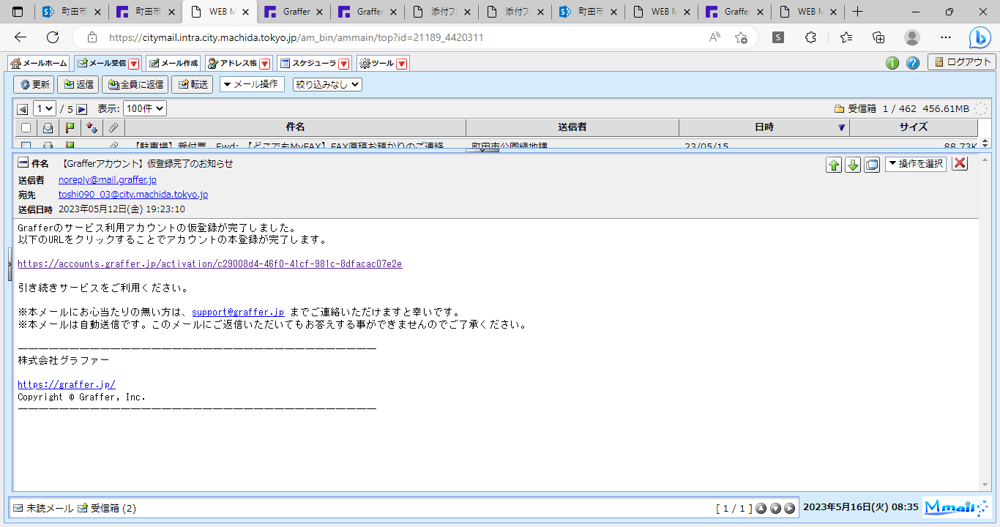 町田市
町田市
WEB M
Graffer
Graffer
添付フ
添付フ
町田市
WEB M
Graffer
WEB M
https://citymail.intra.city.machida.tokyo.jp/am_bin/ammain/top?id=21189_4420311
メールホーム メール受信 メール作成 アドレス帳 スケジューラ ツール ログアウト
更新 返信 全員に返信 転送 メール操作 絞り込みなし
1 / 5 表示: 100件 受信箱 1 / 462 456.61MB
件名 送信者 日時 サイズ
【駐車場】受付票 Fwd: 【どこでもMyFAX】FAX原稿お預かりのご連絡 町田市公園緑地課 23/05/15 88.73K
件名 【Grafferアカウント】仮登録完了のお知らせ 操作を選択
送信者 noreply@mail.graffer.jp
宛先 toshi090_03@city.machida.tokyo.jp
送信日時 2023年05月12日(金) 19:23:10
Grafferのサービス利用アカウントの仮登録が完了しました。
以下のURLをクリックすることでアカウントの本登録が完了します。
https://accounts.graffer.jp/activation/c29008d4-46f0-41cf-981c-8dfacac07e2e
引き続きサービスをご利用ください。
※本メールにお心当たりの無い方は、support@graffer.jp までご連絡いただけますと幸いです。
※本メールは自動送信です。このメールにご返信いただいてもお答えする事ができませんのでご了承ください。
株式会社グラファー
https://graffer.jp/
Copyright © Graffer, Inc.
未読メール 受信箱 (2) [ 1 / 1 ] 2023年5月16日(火) 08:35 Mmail